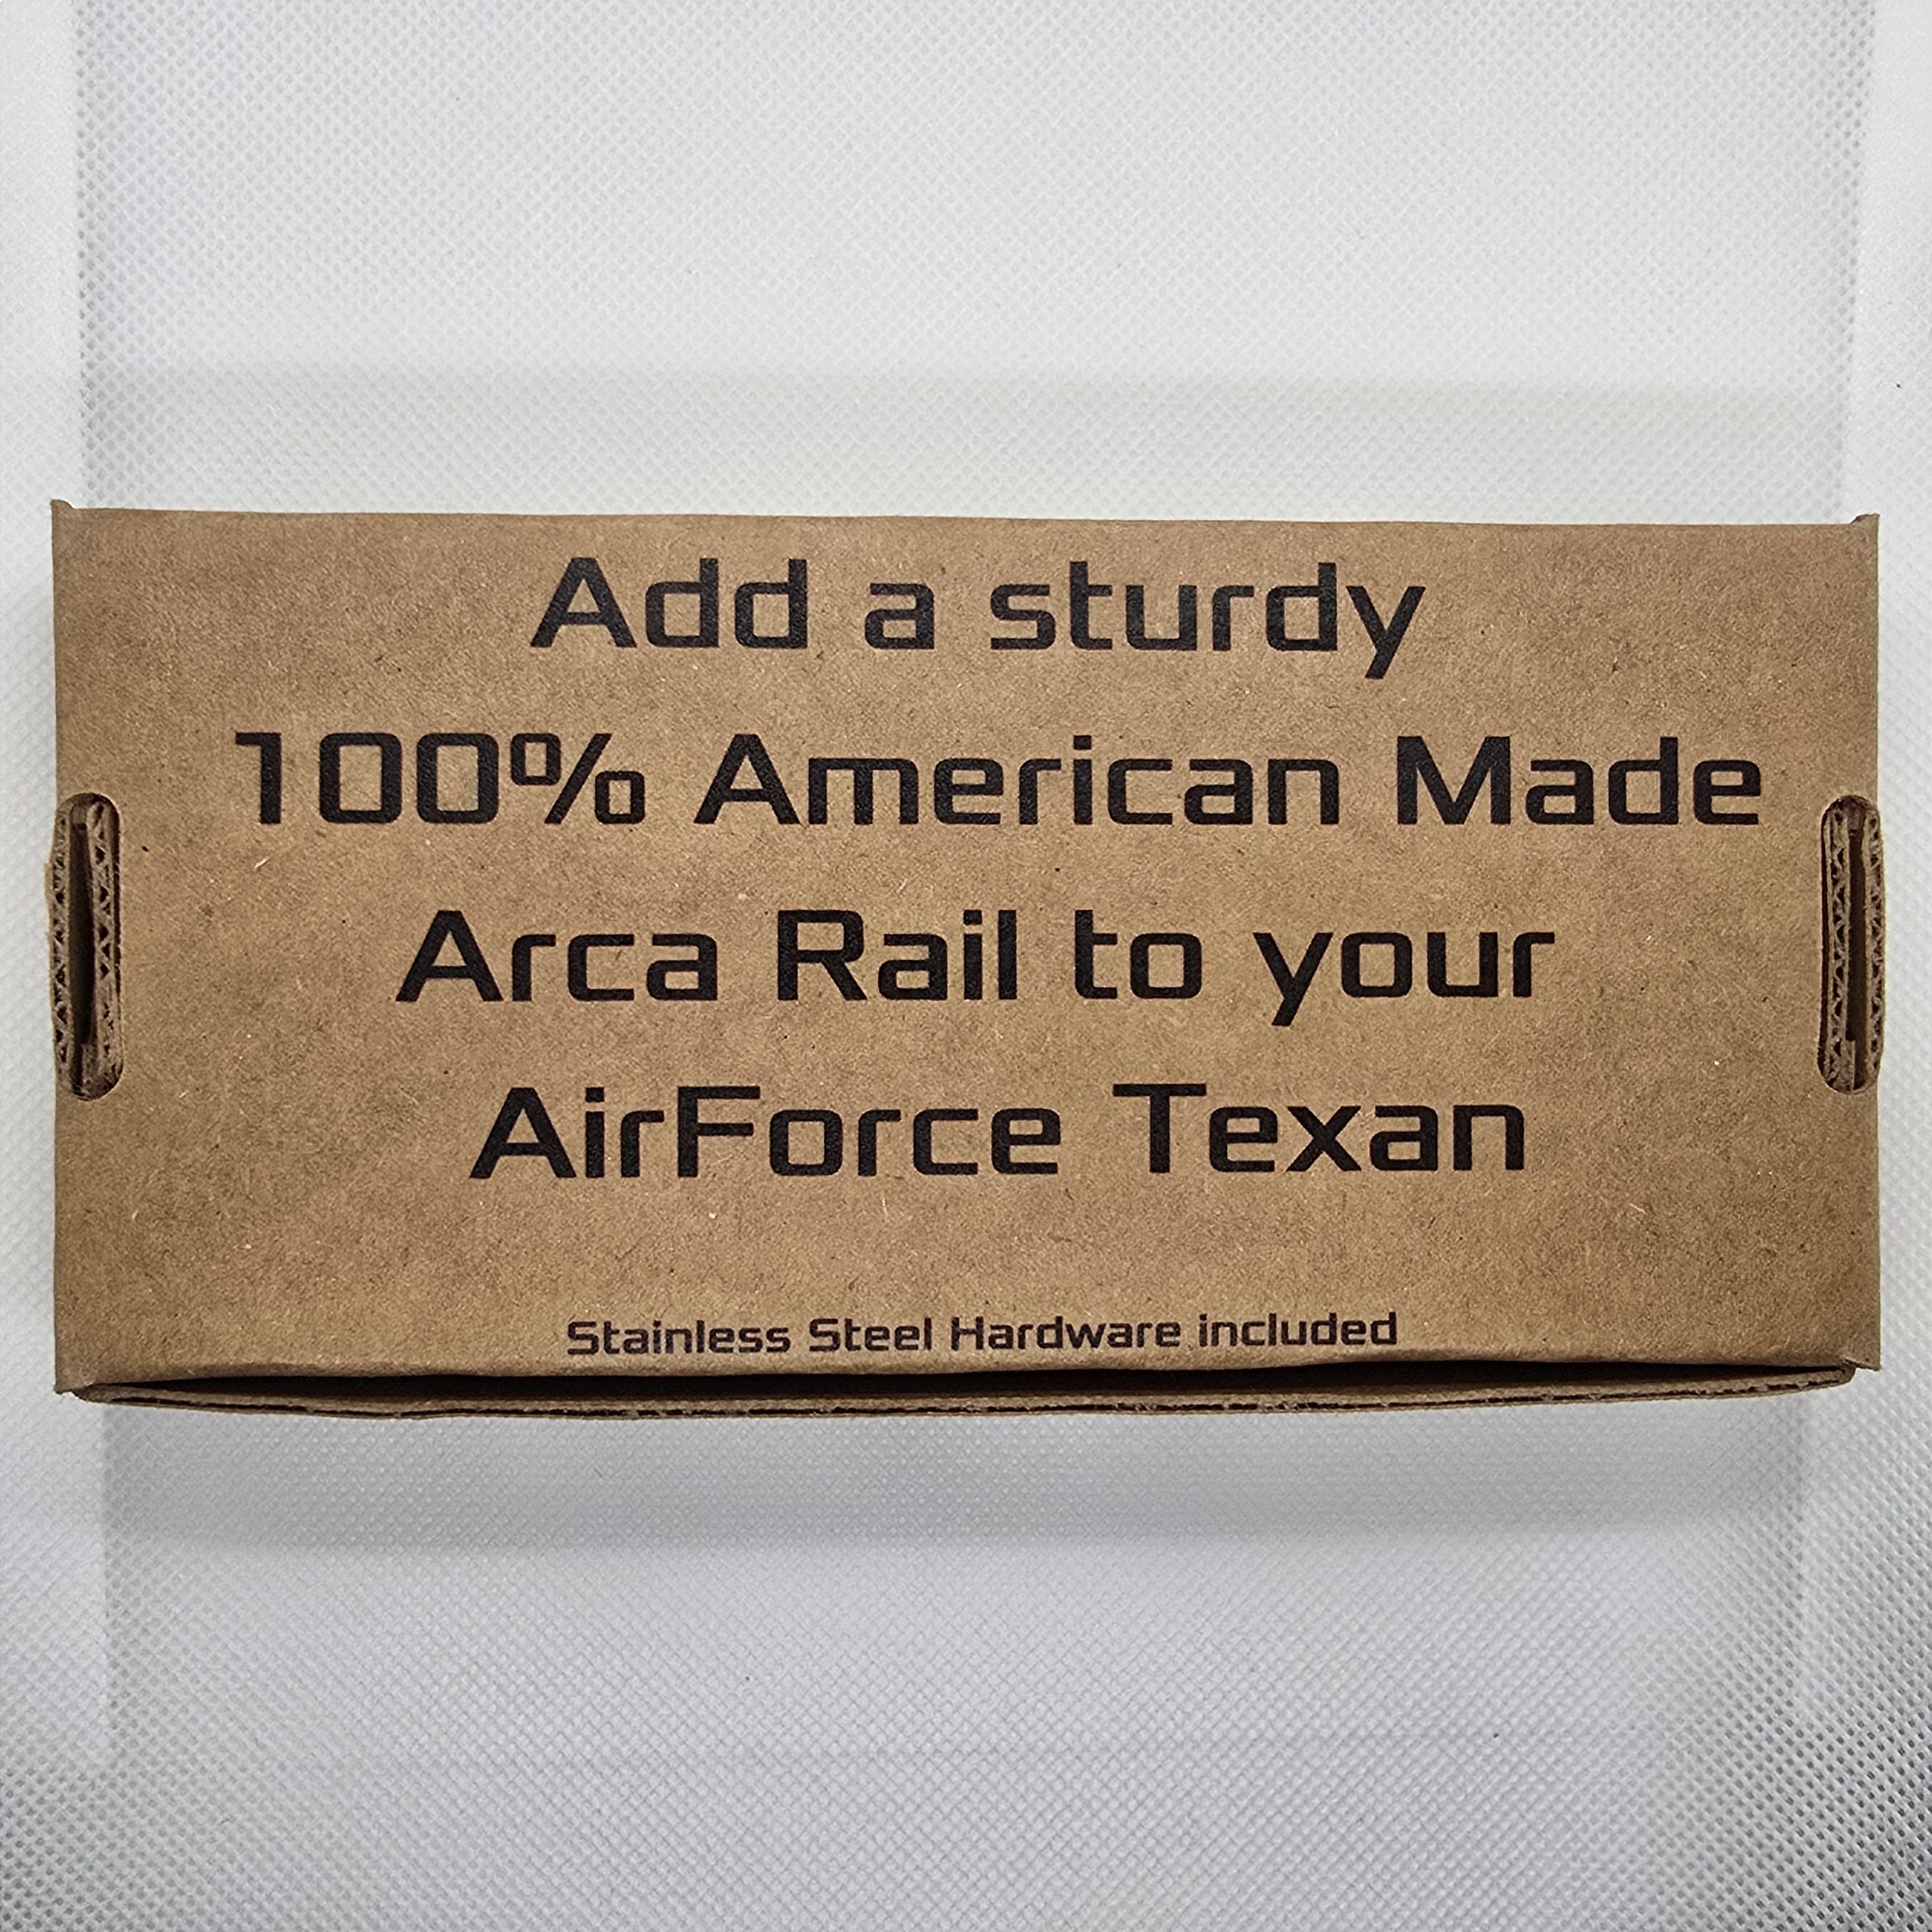 Add a sturdy
100% American Made
Arca Rail to your
AirForce Texan
Stainless Steel Hardware included